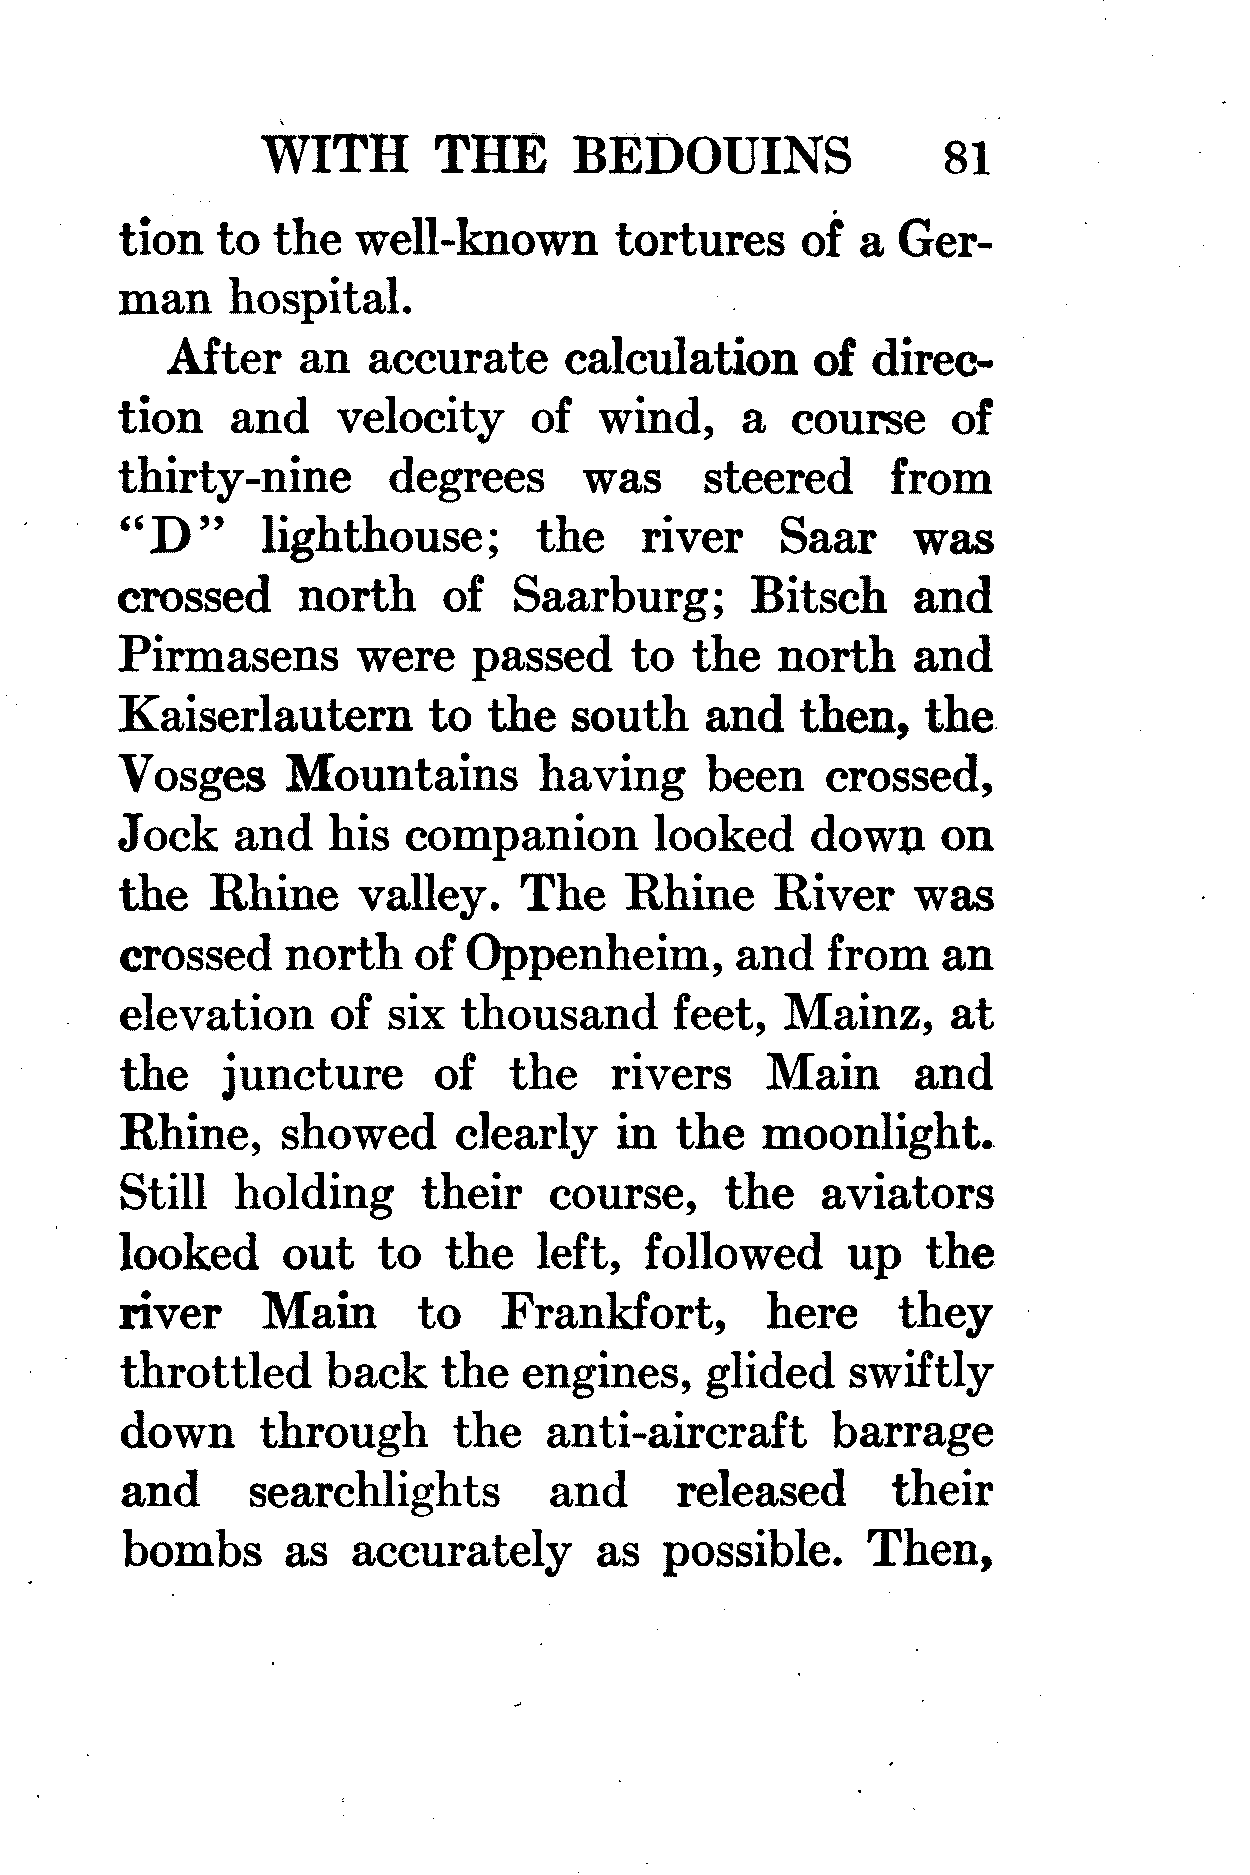 WITH THE BEDOUINS 81
tion to the well-known tortures of a Ger-
man hospital.
After an accurate calculation of direc-
tion and velocity of wind, a course of
thirty-nine degrees was steered from
“D” lighthouse; the river Saar was
crossed north of Saarburg; Bitsch and
Pirmasens were passed to the north and
Kaiserlautern to the south and then, the
Vosges Mountains having been crossed,
Jock and his companion looked down on
the Rhine valley. The Rhine River was
crossed north of Oppenheim, and from an
elevation of six thousand feet, Mainz, at
the juncture of the rivers Main and
Rhine, showed clearly in the moonlight.
Still holding their course, the aviators
looked out to the left, followed up the
river Main to Frankfort, here they
throttled back the engines, glided swiftly
down through the anti-aircraft barrage
and searchlights and released their
bombs as accurately as possible. Then,